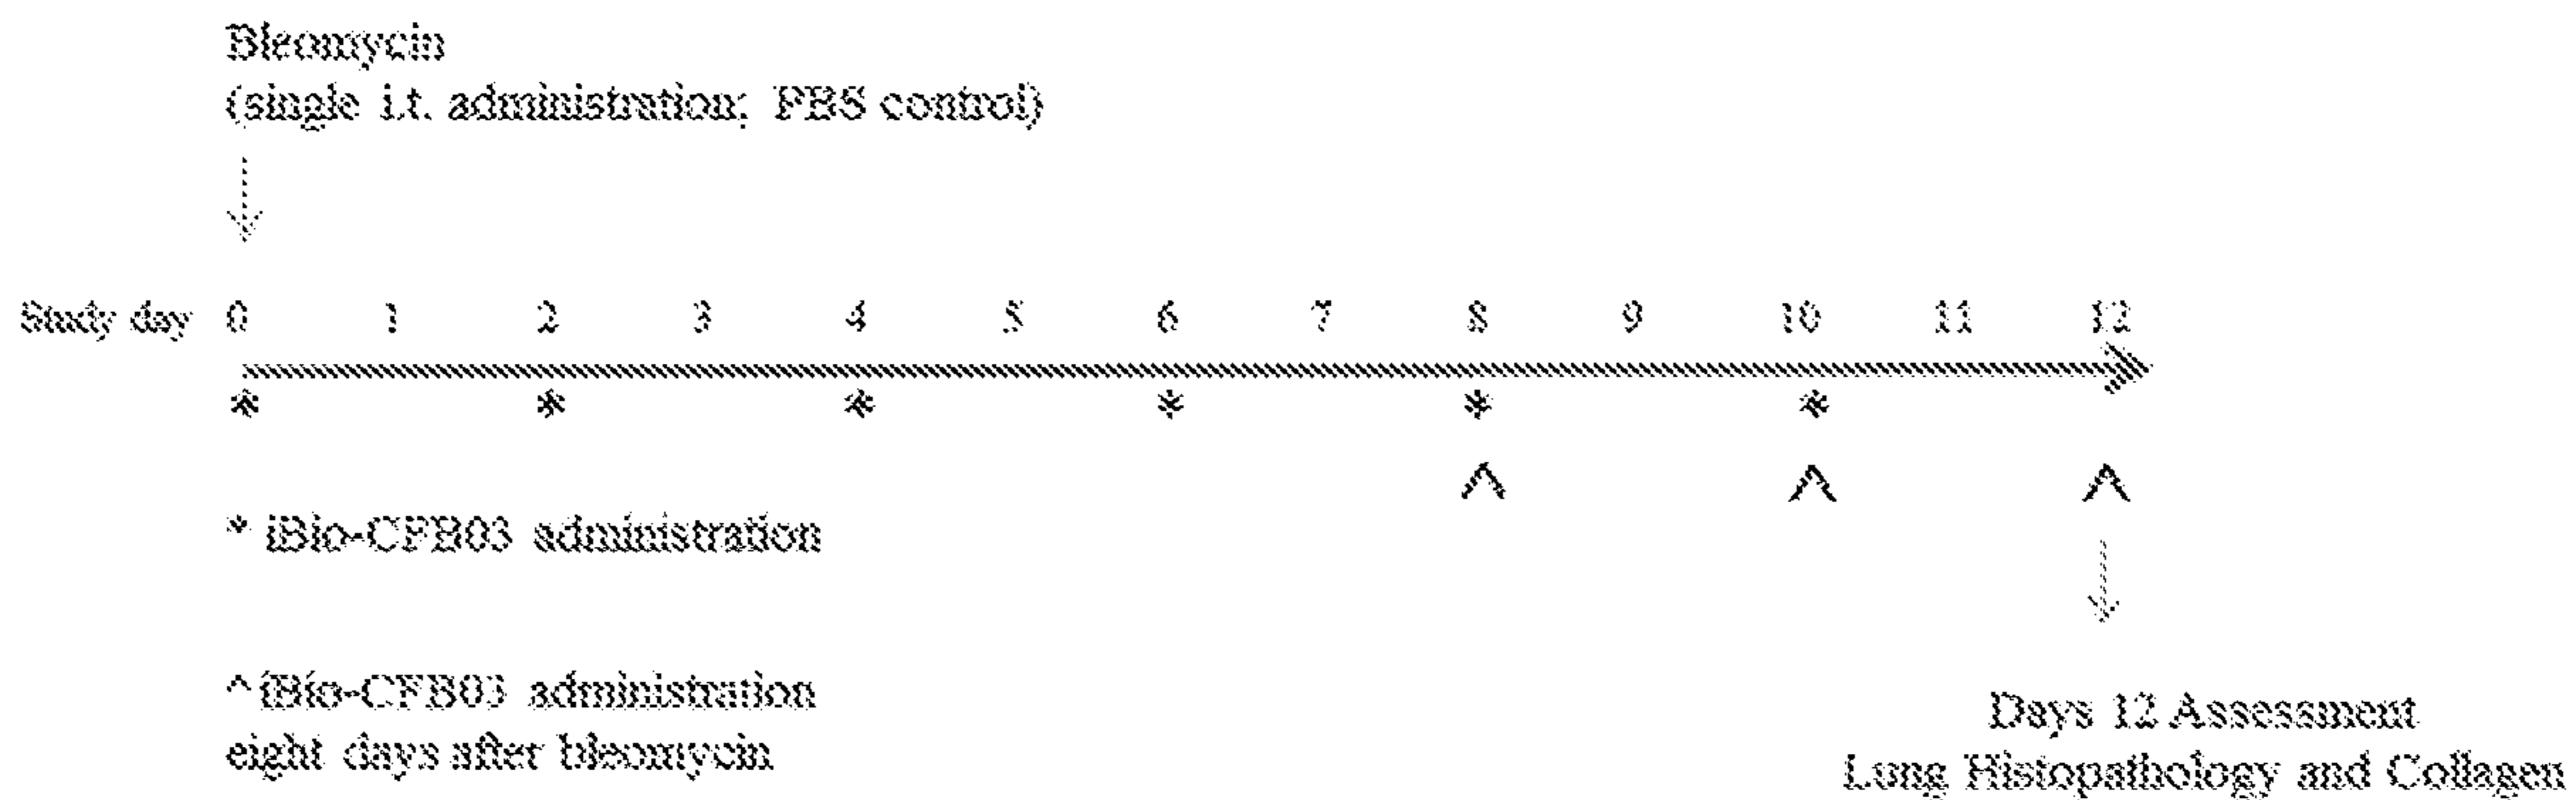 Bleomycin
(single i.t. administration; PBS control)
Study day 0 1 2 3 4 5 6 7 8 9 10 11 12
* * * * * *
^ ^ ^
* iBio-CFB03 administration
^ iBio-CFB03 administration
eight days after bleomycin
Days 12 Assessment
Lung Histopathology and Collagen